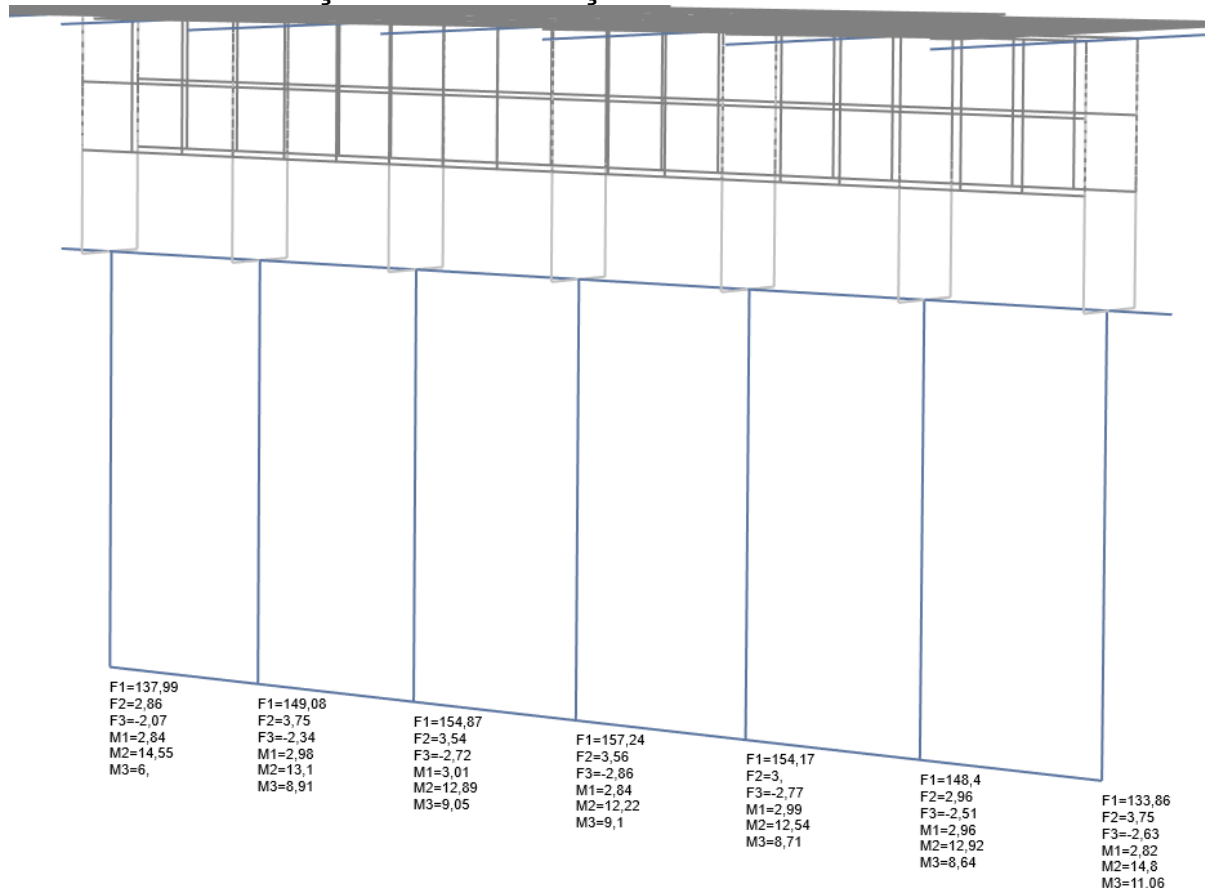 F1=137,99
F2=2,86
F3=-2,07
M1=2,84
M2=14,55
M3=6,
F1=149,08
F2=3,75
F3=-2,34
M1=2,98
M2=13,1
M3=8,91
F1=154,87
F2=3,54
F3=-2,72
M1=3,01
M2=12,89
M3=9,05
F1=157,24
F2=3,56
F3=-2,86
M1=2,84
M2=12,22
M3=9,1
F1=154,17
F2=3,
F3=-2,77
M1=2,99
M2=12,54
M3=8,71
F1=148,4
F2=2,96
F3=-2,51
M1=2,96
M2=12,92
M3=8,64
F1=133,86
F2=3,75
F3=-2,63
M1=2,82
M2=14,8
M3=11,06